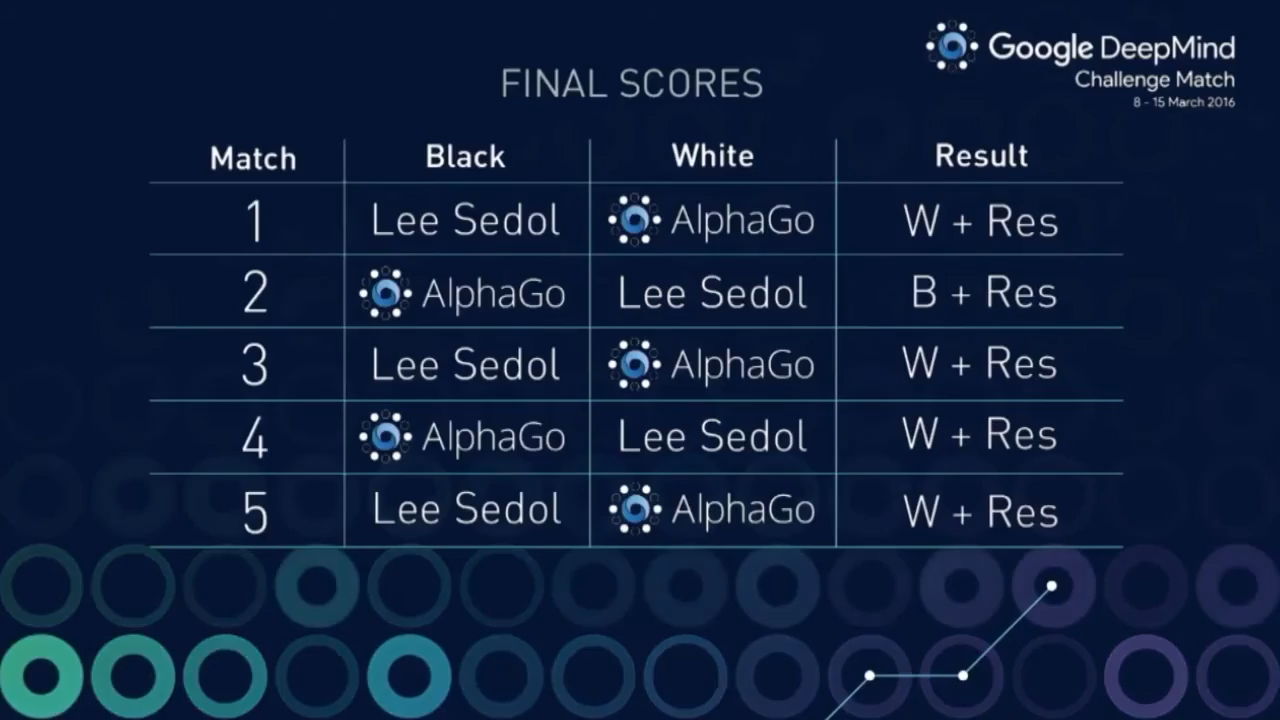 Google DeepMind
Challenge Match
8 - 15 March 2016
FINAL SCORES
Match Black White Result
1 Lee Sedol AlphaGo W + Res
2 AlphaGo Lee Sedol B + Res
3 Lee Sedol AlphaGo W + Res
4 AlphaGo Lee Sedol W + Res
5 Lee Sedol AlphaGo W + Res